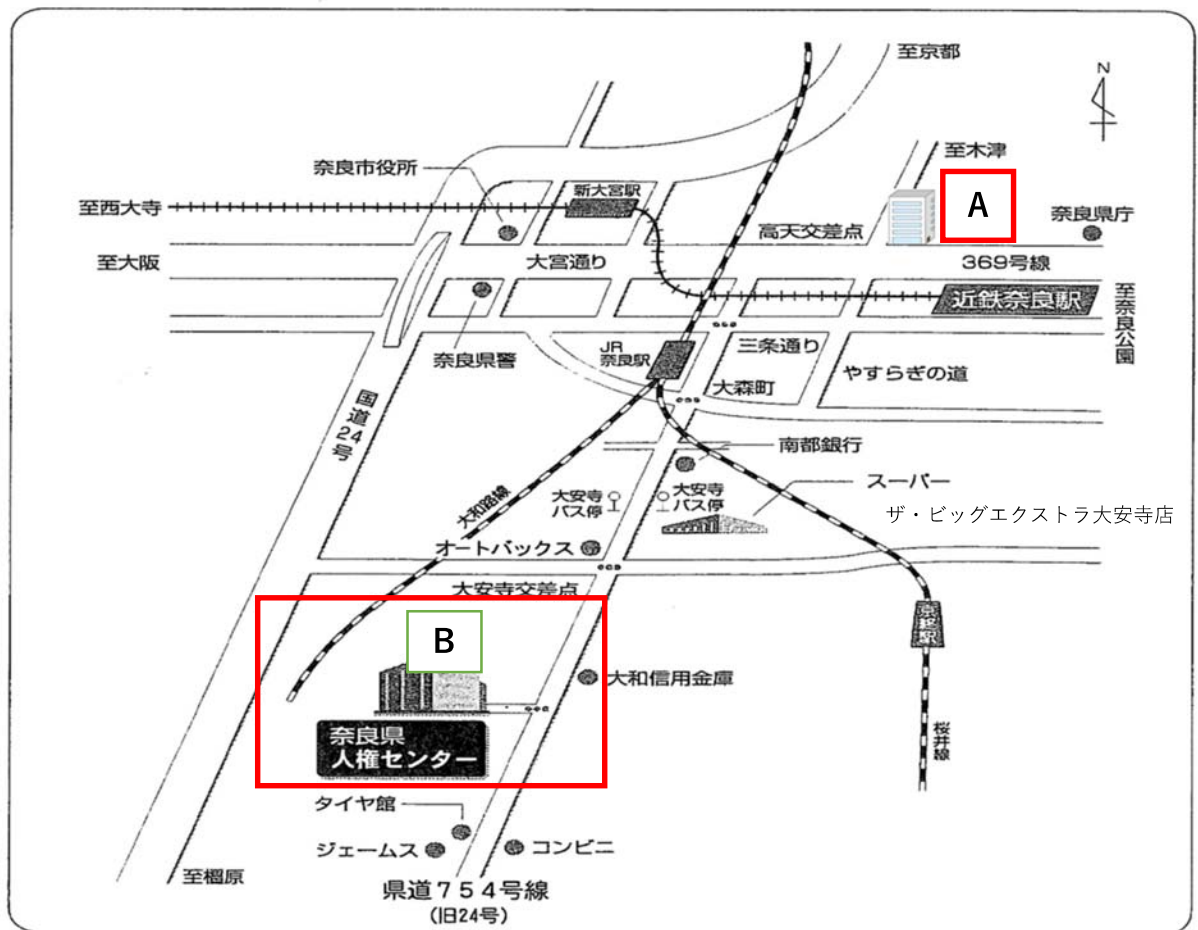 至京都
N
至木津
奈良市役所
A
新大宮駅
至西大寺
高天交差点
奈良県庁
至大阪
大宮通り
369号線
近鉄奈良駅
至奈良公園
奈良県警
JR
奈良駅
三条通り
大森町
やすらぎの道
国道24号
南都銀行
大和路線
大安寺
バス停
大安寺
バス停
スーパー
ザ・ビッグエクストラ大安寺店
オートバックス
大安寺交差点
京終駅
B
大和信用金庫
奈良県
人権センター
桜井線
タイヤ館
ジェームス
コンビニ
至橿原
県道754号線
(旧24号)